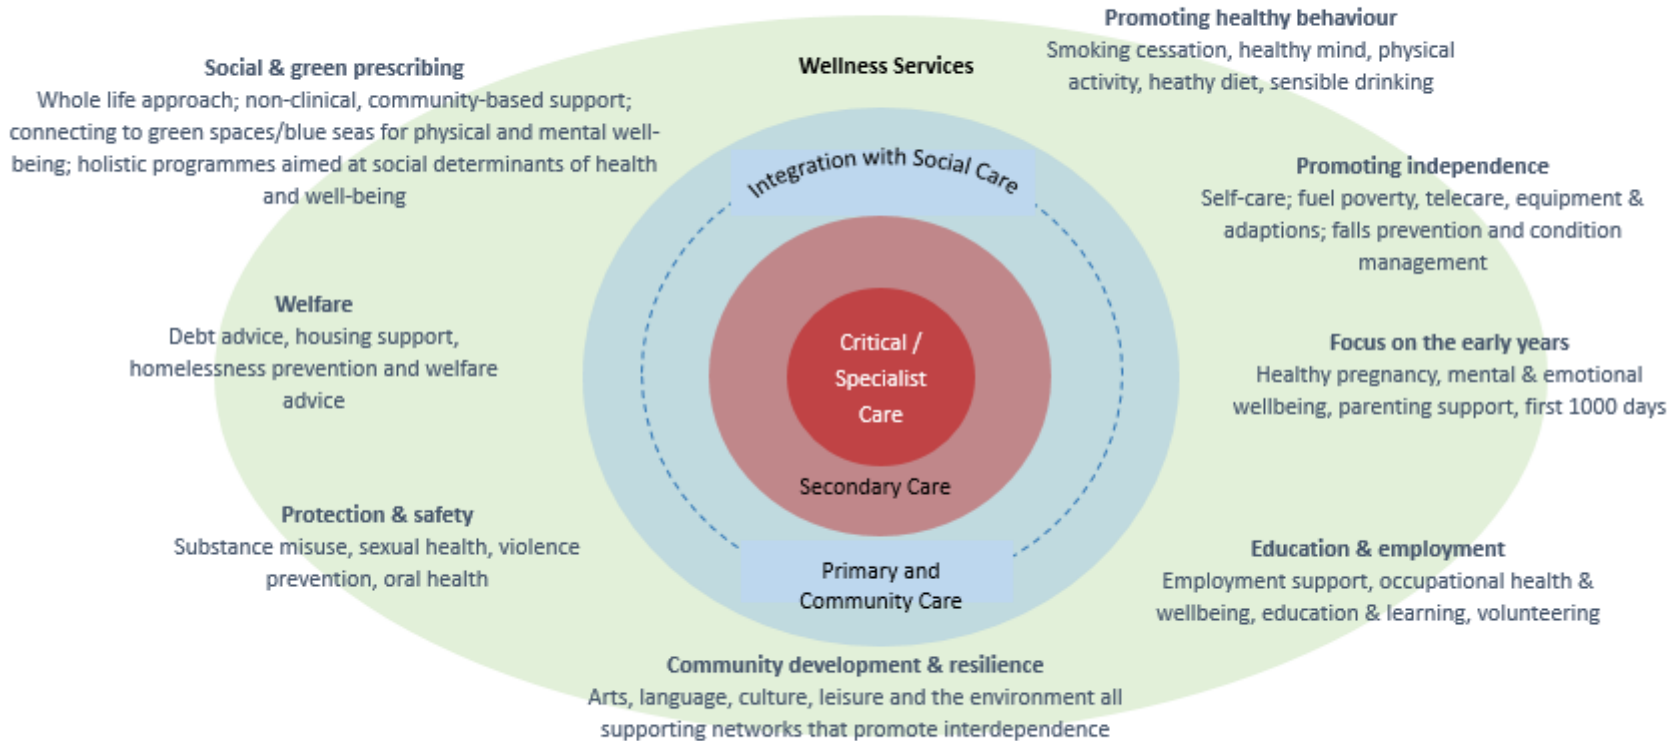 Promoting healthy behaviour
Smoking cessation, healthy mind, physical
activity, heathy diet, sensible drinking
Wellness Services
Social & green prescribing
Whole life approach; non-clinical, community-based support;
connecting to green spaces/blue seas for physical and mental well-
being; holistic programmes aimed at social determinants of health
and well-being
Integration with Social Care
Promoting independence
Self-care; fuel poverty, telecare, equipment &
adaptions; falls prevention and condition
management
Welfare
Debt advice, housing support,
homelessness prevention and welfare
advice
Critical /
Specialist
Care
Focus on the early years
Healthy pregnancy, mental & emotional
wellbeing, parenting support, first 1000 days
Secondary Care
Protection & safety
Substance misuse, sexual health, violence
prevention, oral health
Primary and
Community Care
Education & employment
Employment support, occupational health &
wellbeing, education & learning, volunteering
Community development & resilience
Arts, language, culture, leisure and the environment all
supporting networks that promote interdependence